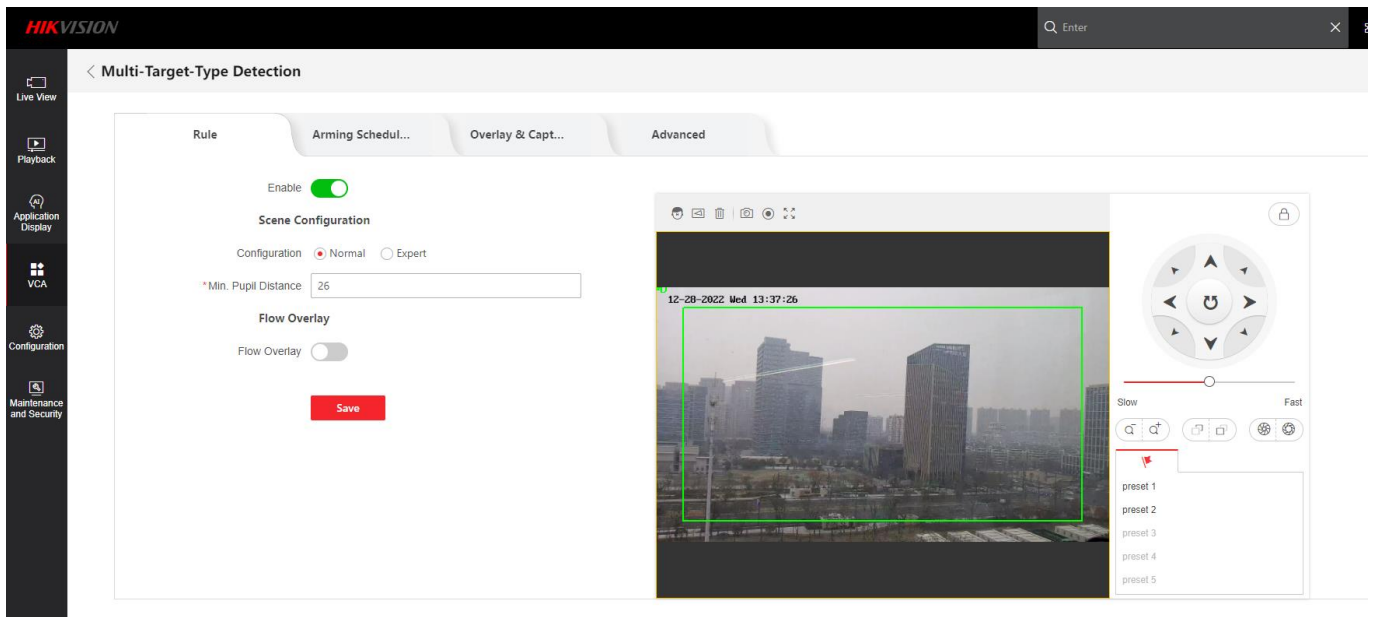 HIKVISION
Enter
Multi-Target-Type Detection
Live View
Playback
Application
Display
VCA
Configuration
Maintenance
and Security
Rule
Arming Schedul...
Overlay & Capt...
Advanced
Enable
Scene Configuration
Configuration Normal Expert
*Min. Pupil Distance 26
Flow Overlay
Flow Overlay
Save
12-28-2022 Wed 13:37:26
Slow Fast
preset 1
preset 2
preset 3
preset 4
preset 5